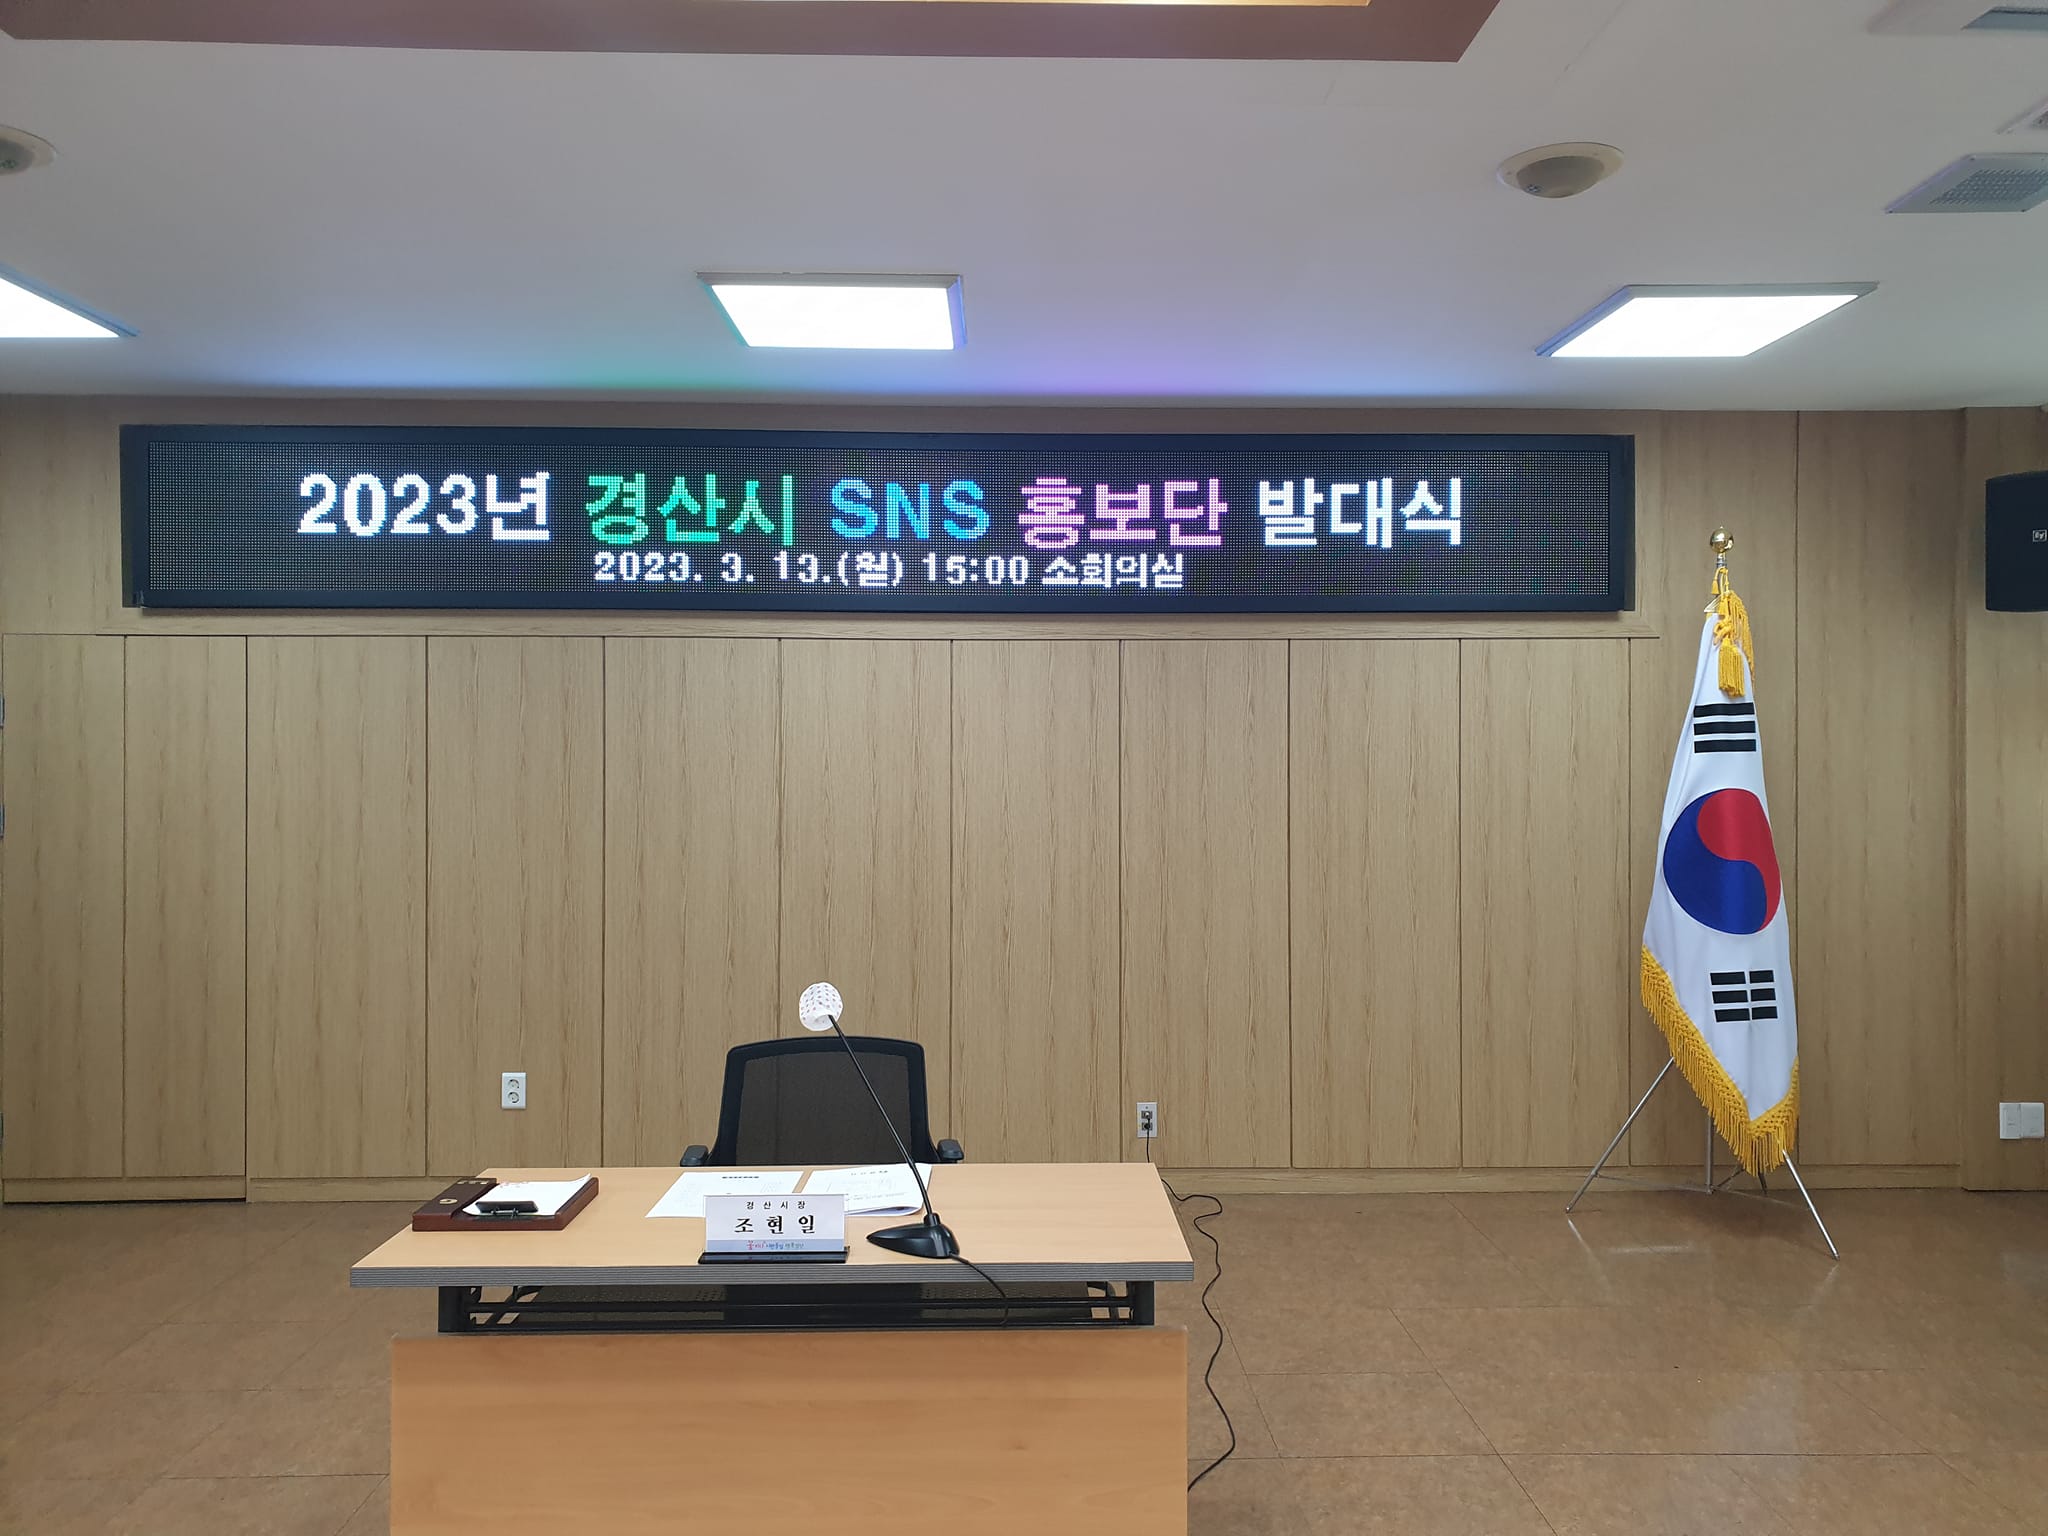 2023년 경산시 SNS 홍보단 발대식
2023. 3. 13.(월) 15:00 소회의실
경산시장
조현일